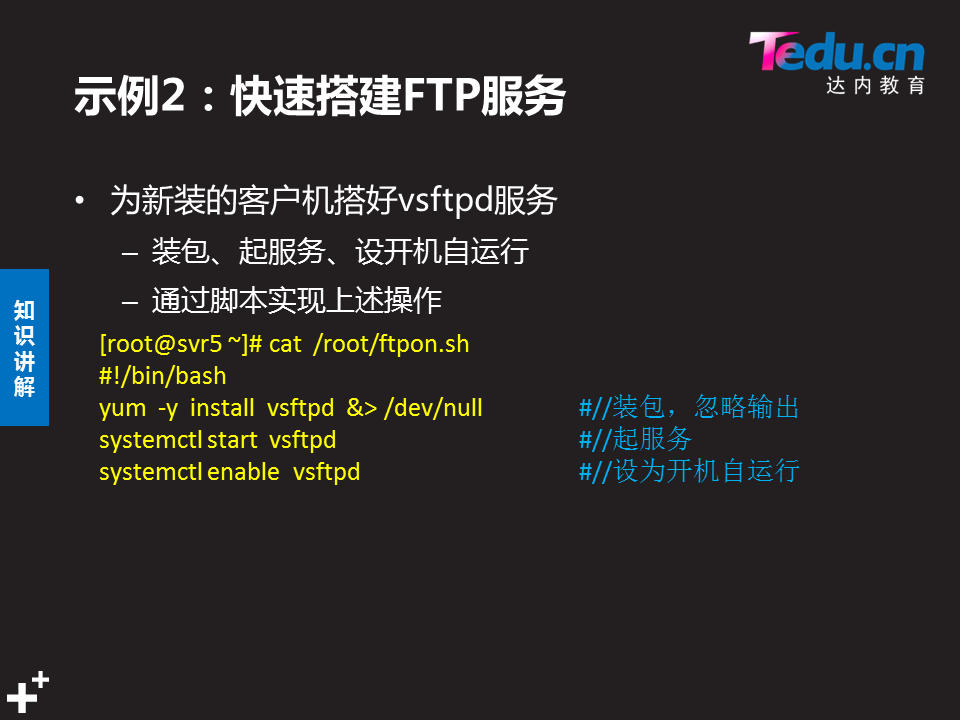 Tedu.cn
达内教育
示例2：快速搭建FTP服务
• 为新装的客户机搭好vsftpd服务
– 装包、起服务、设开机自运行
– 通过脚本实现上述操作
知识讲解
[root@svr5 ~]# cat /root/ftpon.sh
#!/bin/bash
yum -y install vsftpd &> /dev/null #//装包，忽略输出
systemctl start vsftpd #//起服务
systemctl enable vsftpd #//设为开机自运行